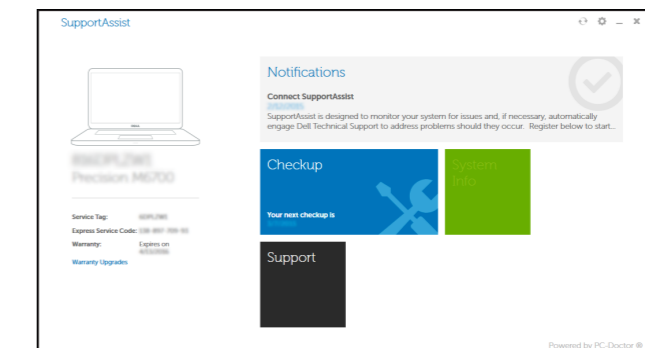 SupportAssist
Notifications
Connect SupportAssist
SupportAssist is designed to monitor your system for issues and, if necessary, automatically
engage Dell Technical Support to address problems should they occur. Register below to start...
Precision M6700
Checkup
System
Info
Service Tag:
Express Service Code:
Warranty: Expires on
Warranty Upgrades
Your next checkup is
Support
Powered by PC-Doctor ®